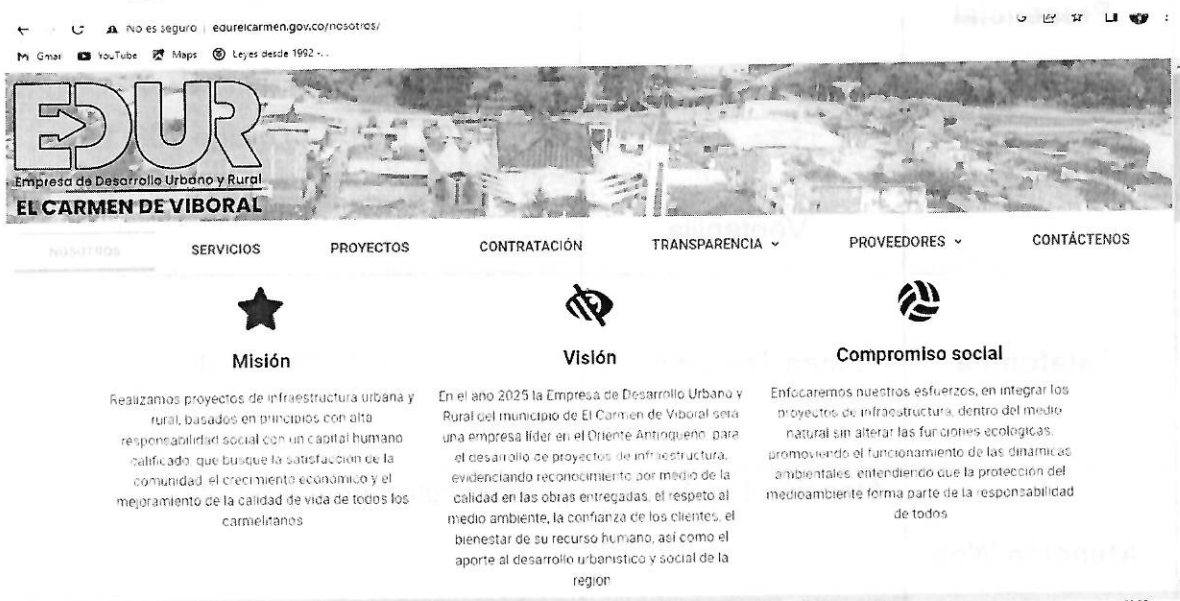 No es seguro | edurelcarmen.gov.co/nosotros/
Gmail YouTube Maps Leyes desde 1992 -...
EDUR
Empresa de Desarrollo Urbano y Rural
EL CARMEN DE VIBORAL
NOSOTROS SERVICIOS PROYECTOS CONTRATACIÓN TRANSPARENCIA PROVEEDORES CONTÁCTENOS
Misión
Realizamos proyectos de infraestructura urbana y
rural, basados en principios con alta
responsabilidad social con un capital humano
calificado, que busque la satisfacción de la
comunidad, el crecimiento económico y el
mejoramiento de la calidad de vida de todos los
carmelitanos
Visión
En el año 2025 la Empresa de Desarrollo Urbano y
Rural del municipio de El Carmen de Viboral será
una empresa líder en el Oriente Antioqueño, para
el desarrollo de proyectos de infraestructura,
evidenciando reconocimiento por medio de la
calidad en las obras entregadas, el respeto al
medio ambiente, la confianza de los clientes, el
bienestar de su recurso humano, así como el
aporte al desarrollo urbanístico y social de la
región
Compromiso social
Enfocaremos nuestros esfuerzos, en integrar los
proyectos de infraestructura, dentro del medio
natural sin alterar las funciones ecológicas,
promoviendo el funcionamiento de las dinámicas
ambientales, entendiendo que la protección del
medioambiente forma parte de la responsabilidad
de todos